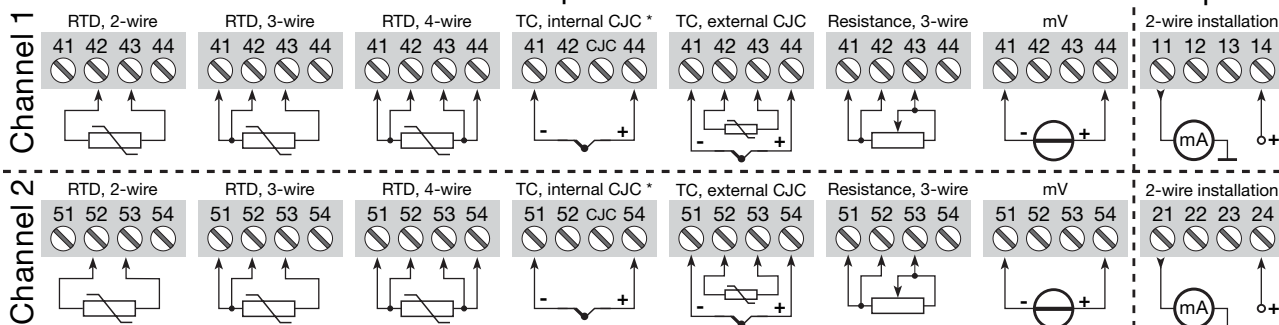 Channel 1
RTD, 2-wire RTD, 3-wire RTD, 4-wire TC, internal CJC * TC, external CJC Resistance, 3-wire mV 2-wire installation
41 42 43 44 41 42 43 44 41 42 43 44 41 42 CJC 44 41 42 43 44 41 42 43 44 41 42 43 44 11 12 13 14
- + - + - + mA +
Channel 2
RTD, 2-wire RTD, 3-wire RTD, 4-wire TC, internal CJC * TC, external CJC Resistance, 3-wire mV 2-wire installation
51 52 53 54 51 52 53 54 51 52 53 54 51 52 CJC 54 51 52 53 54 51 52 53 54 51 52 53 54 21 22 23 24
- + - + - + mA +